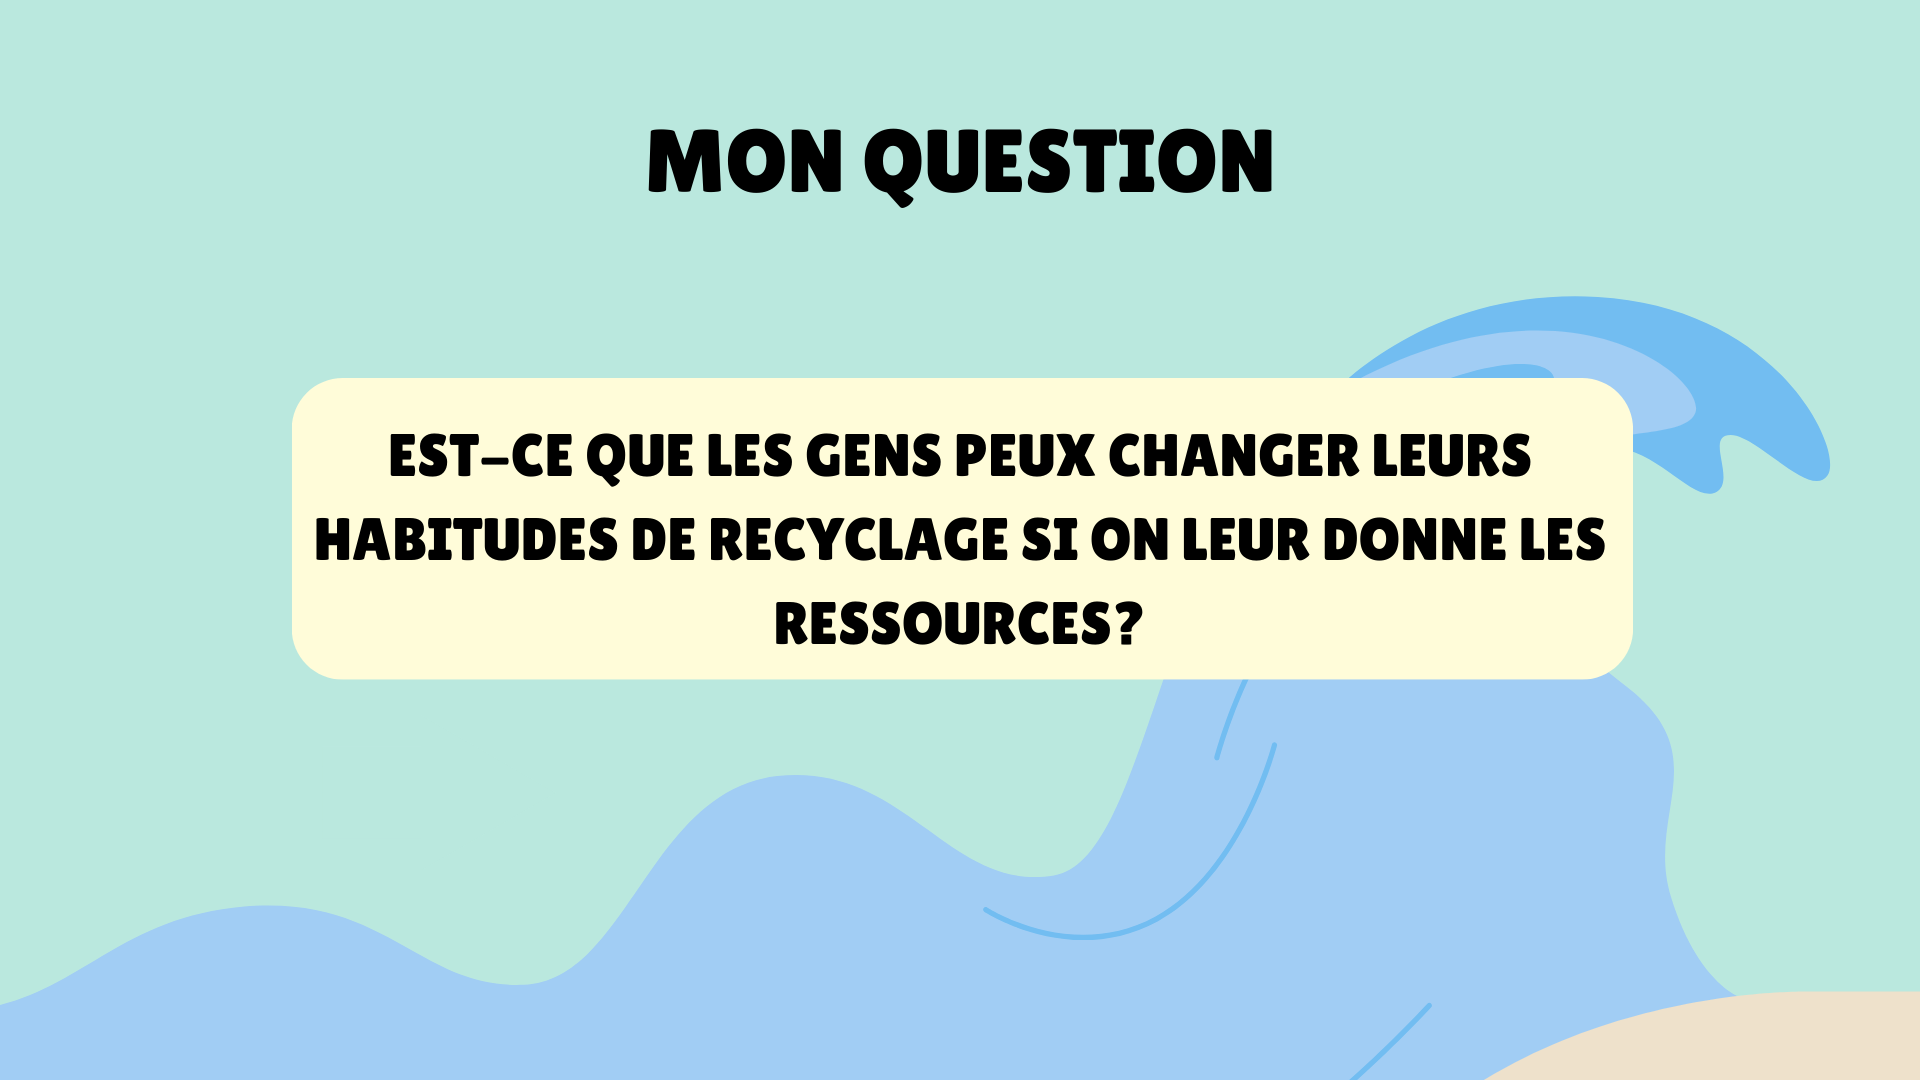 MON QUESTION
EST-CE QUE LES GENS PEUX CHANGER LEURS
HABITUDES DE RECYCLAGE SI ON LEUR DONNE LES
RESSOURCES?